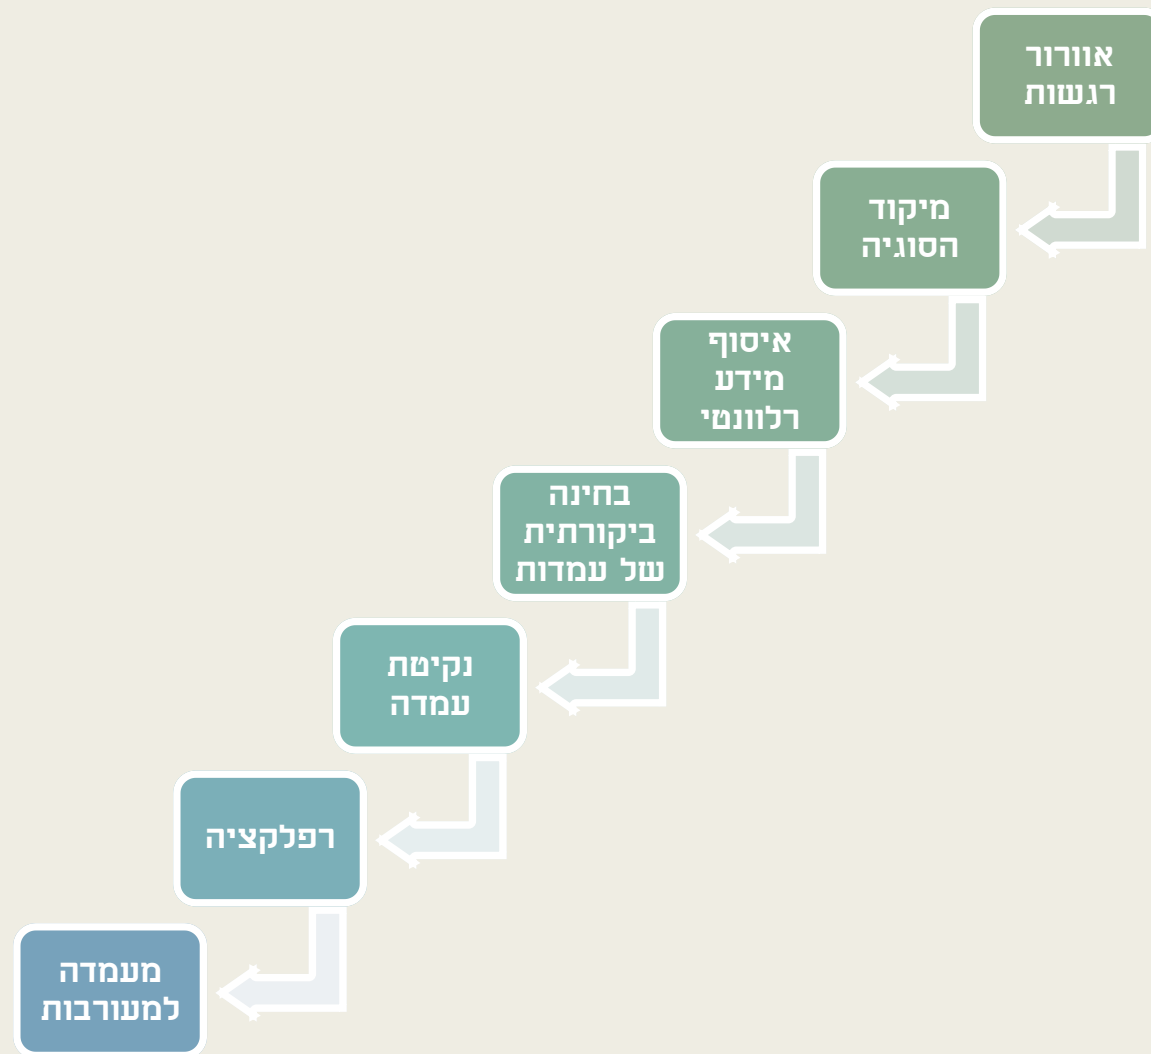 אוורור
רגשות
מיקוד
הסוגיה
איסוף
מידע
רלוונטי
בחינה
ביקורתית
של עמדות
נקיטת
עמדה
רפלקציה
מעמדה
למעורבות